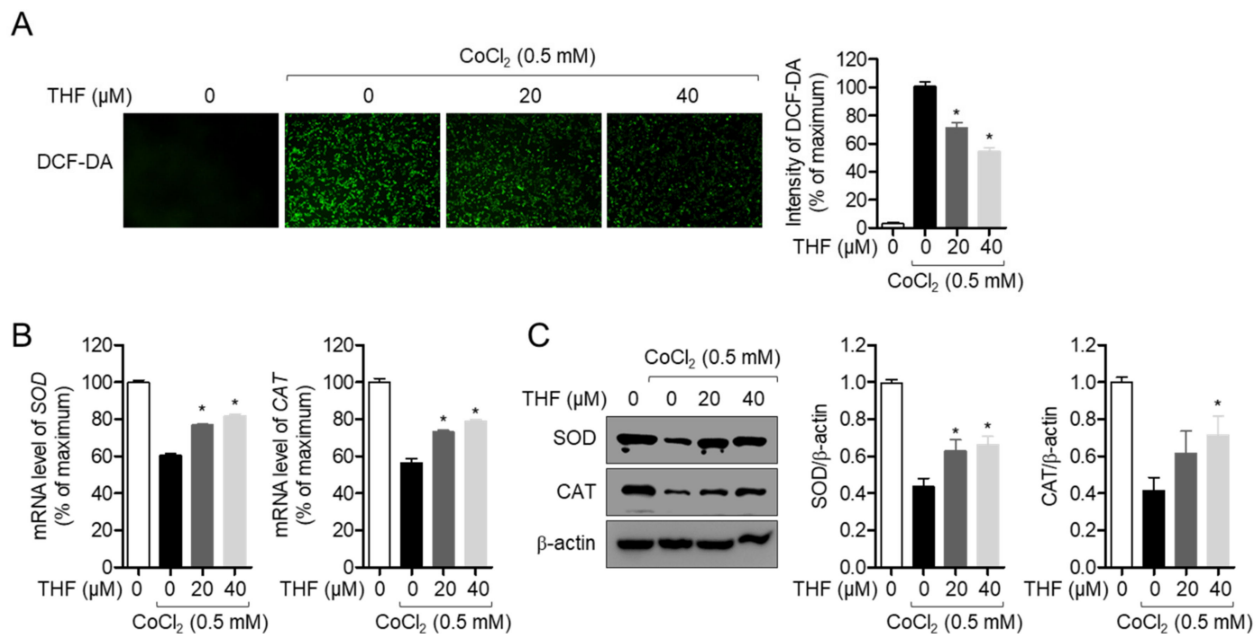 A
CoCl₂ (0.5 mM)
THF (µM) 0 0 20 40
DCF-DA
Intensity of DCF-DA
(% of maximum)
120
100
80
60
40
20
0
*
*
THF (µM) 0 0 20 40
CoCl₂ (0.5 mM)
B
mRNA level of SOD
(% of maximum)
120
100
80
60
40
20
0
*
*
THF (µM) 0 0 20 40
CoCl₂ (0.5 mM)
mRNA level of CAT
(% of maximum)
120
100
80
60
40
20
0
*
*
THF (µM) 0 0 20 40
CoCl₂ (0.5 mM)
C
CoCl₂ (0.5 mM)
THF (µM) 0 0 20 40
SOD
CAT
β-actin
SOD/β-actin
1.2
1.0
0.8
0.6
0.4
0.2
0.0
*
*
THF (µM) 0 0 20 40
CoCl₂ (0.5 mM)
CAT/β-actin
1.2
1.0
0.8
0.6
0.4
0.2
0.0
*
THF (µM) 0 0 20 40
CoCl₂ (0.5 mM)